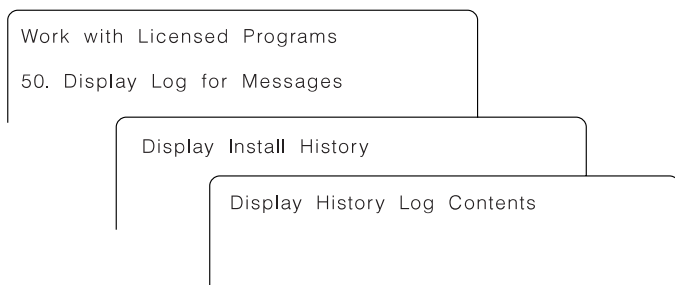 Work with Licensed Programs
50. Display Log for Messages
Display Install History
Display History Log Contents